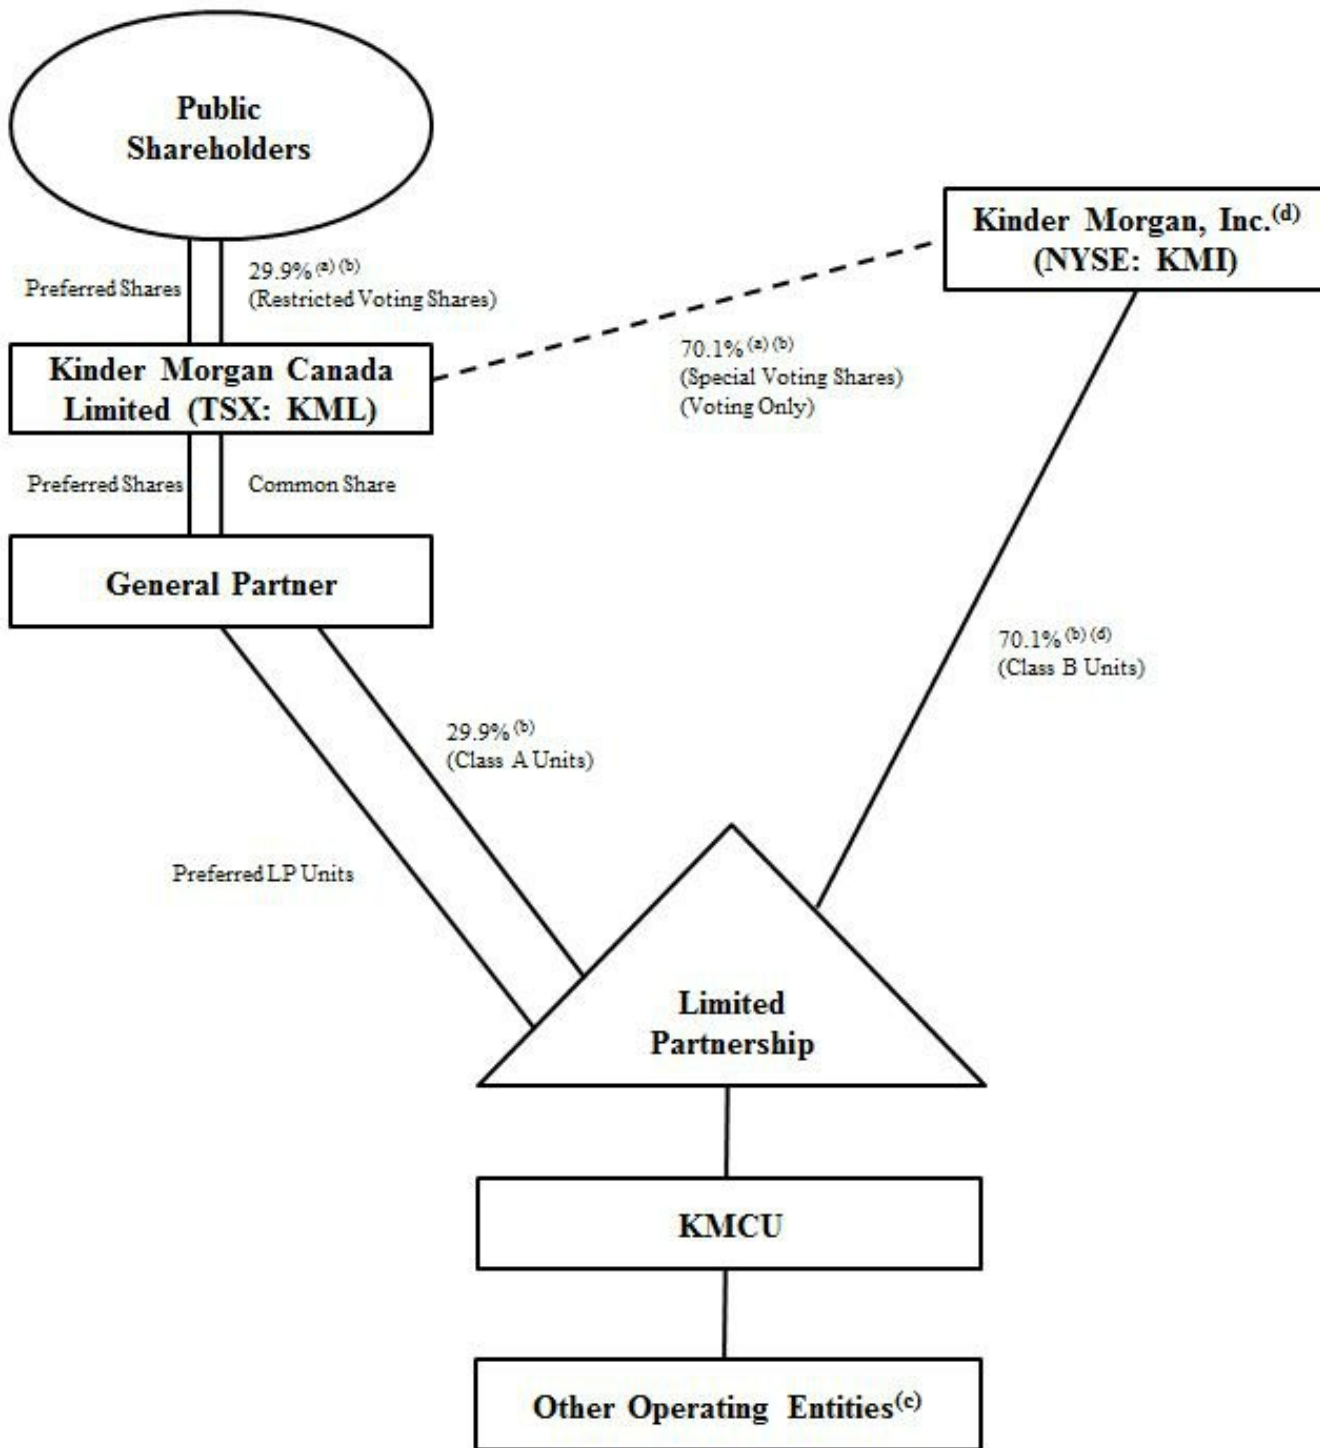 Public
Shareholders
Kinder Morgan, Inc.(d)
(NYSE: KMI)
Preferred Shares
29.9% (a) (b)
(Restricted Voting Shares)
70.1% (a) (b)
(Special Voting Shares)
(Voting Only)
Kinder Morgan Canada
Limited (TSX: KML)
Preferred Shares
Common Share
General Partner
70.1% (b) (d)
(Class B Units)
29.9% (b)
(Class A Units)
Preferred LP Units
Limited
Partnership
KMCU
Other Operating Entities(c)